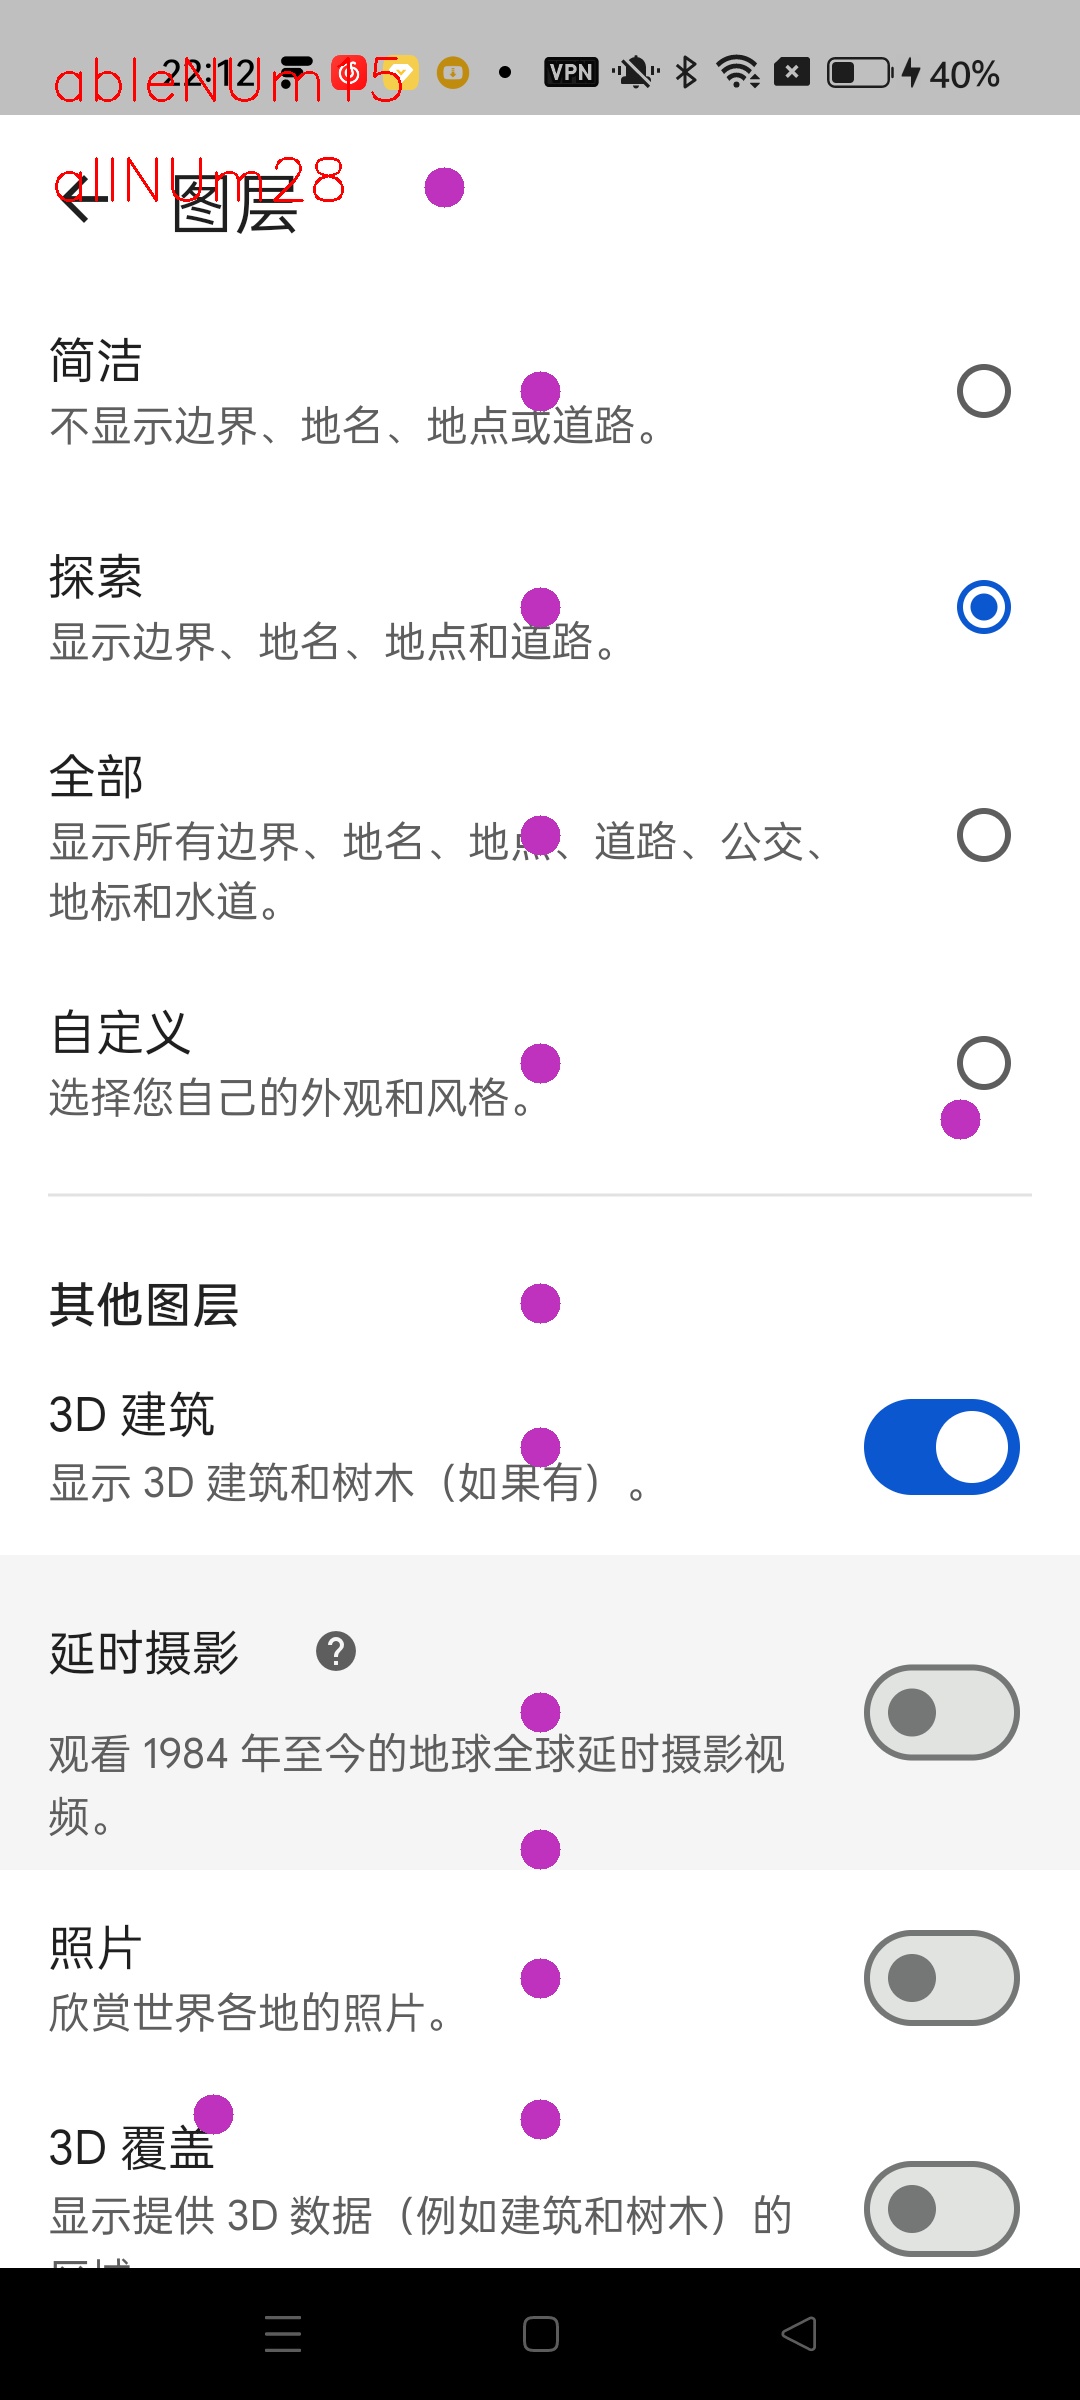 22:12
VPN
40%
ableNUm15
allNUm28
图层
简洁
不显示边界、地名、地点或道路。
探索
显示边界、地名、地点和道路。
全部
显示所有边界、地名、地点、道路、公交、
地标和水道。
自定义
选择您自己的外观和风格。
其他图层
3D 建筑
显示 3D 建筑和树木（如果有）。
延时摄影
观看 1984 年至今的地球全球延时摄影视
频。
照片
欣赏世界各地的照片。
3D 覆盖
显示提供 3D 数据（例如建筑和树木）的
区域